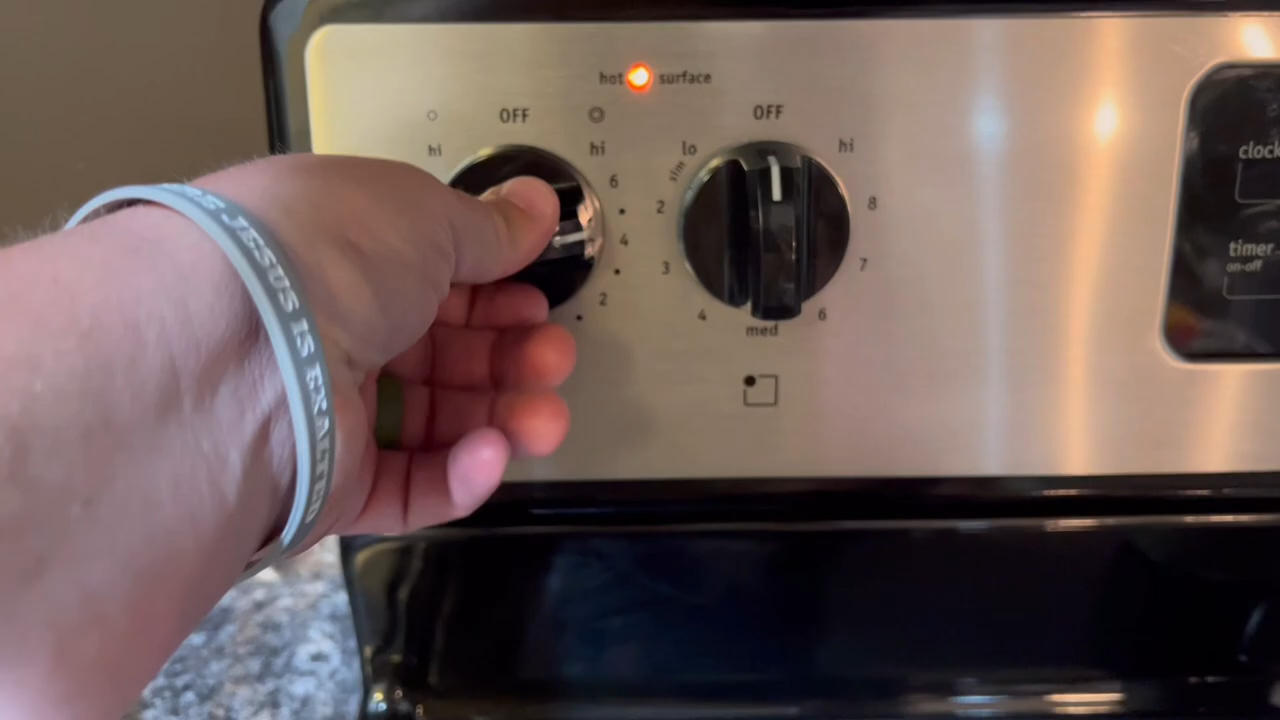 hot surface
OFF
hi
hi
6
4
2
OFF
lo
hi
sim
2
8
3
7
4
6
med
clock
timer
on-off
JESUS IS EXALTED